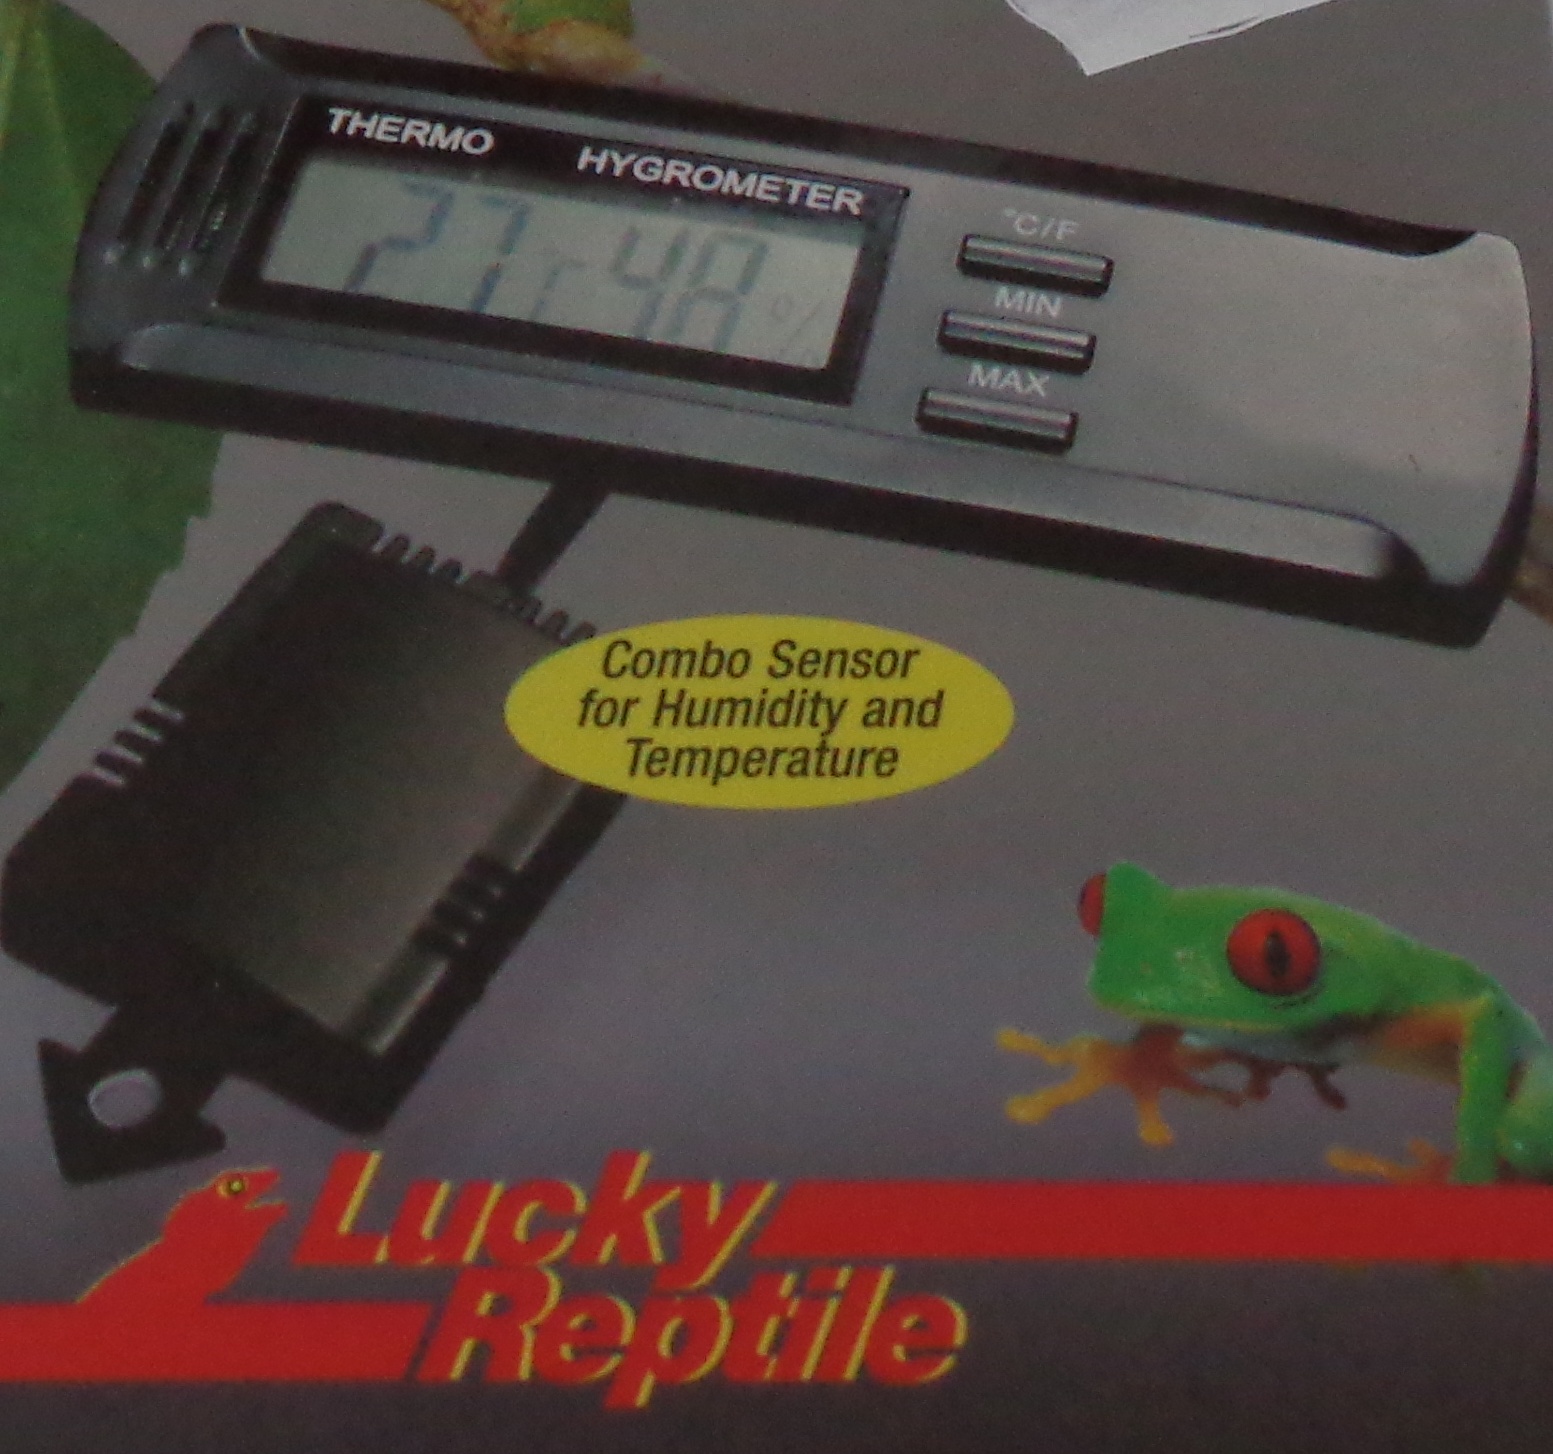 THERMO HYGROMETER
27°C 48%
°C/F
MIN
MAX
Combo Sensor
for Humidity and
Temperature
Lucky
Reptile